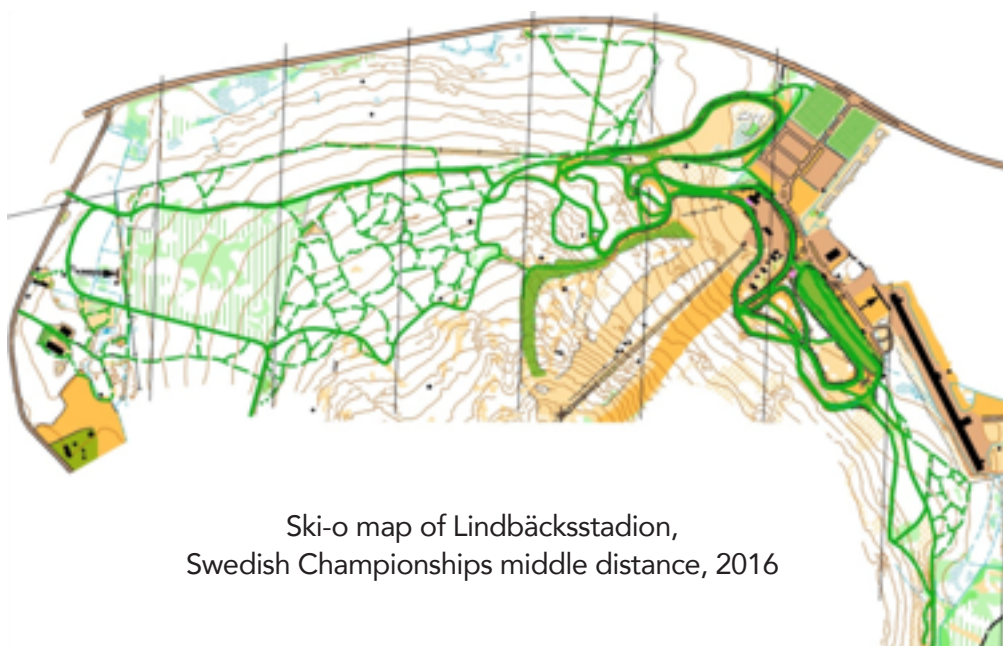 Ski-o map of Lindbäcksstadion,
Swedish Championships middle distance, 2016